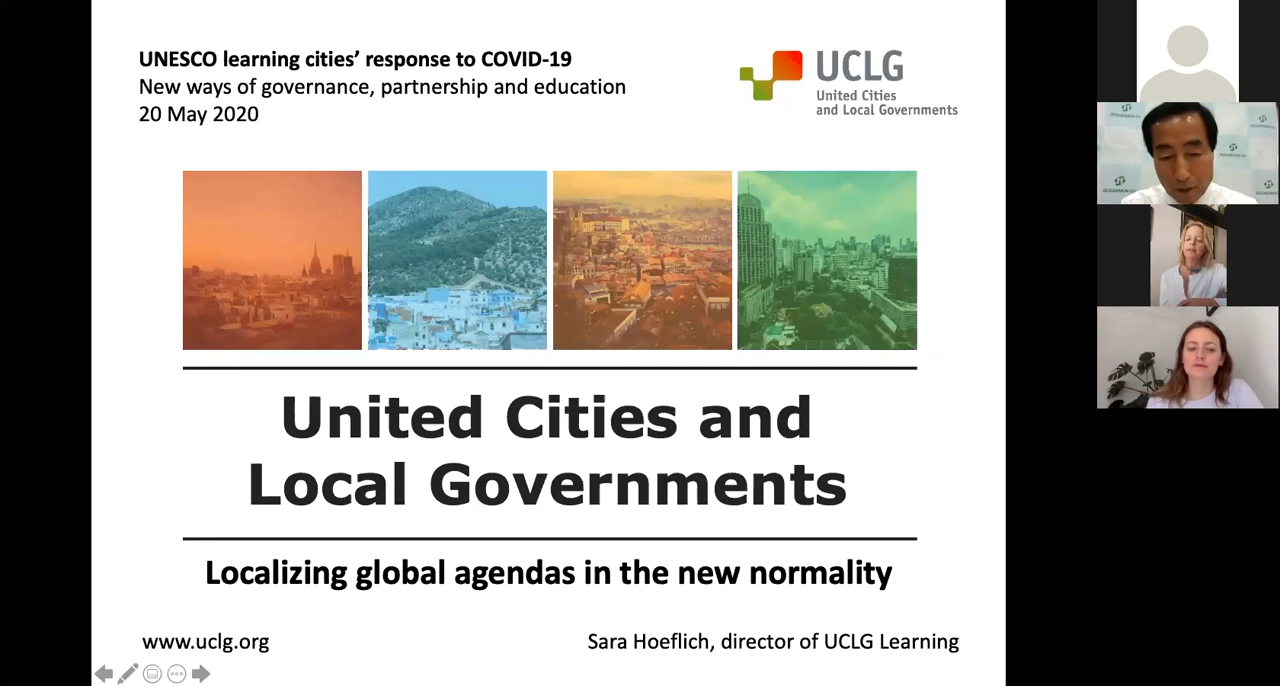 UNESCO learning cities’ response to COVID-19
New ways of governance, partnership and education
20 May 2020
UCLG
United Cities
and Local Governments
United Cities and
Local Governments
Localizing global agendas in the new normality
www.uclg.org
Sara Hoeflich, director of UCLG Learning